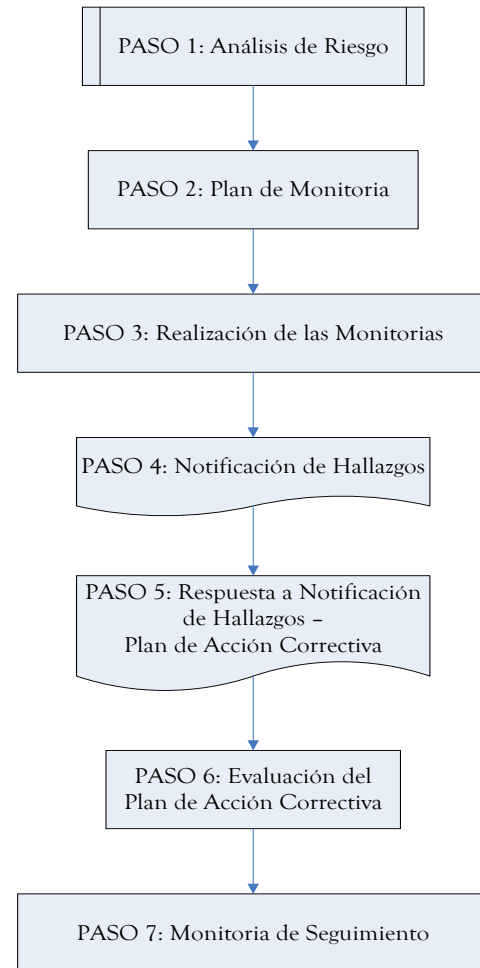 PASO 1: Análisis de Riesgo
PASO 2: Plan de Monitoria
PASO 3: Realización de las Monitorias
PASO 4: Notificación de Hallazgos
PASO 5: Respuesta a Notificación
de Hallazgos –
Plan de Acción Correctiva
PASO 6: Evaluación del
Plan de Acción Correctiva
PASO 7: Monitoria de Seguimiento